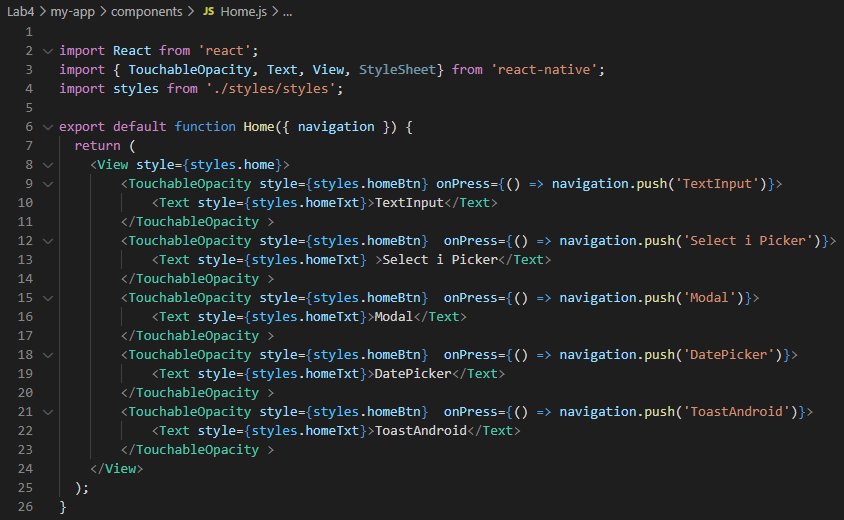 Lab4 > my-app > components > JS Home.js > ...
1
2 import React from 'react';
3 import { TouchableOpacity, Text, View, StyleSheet} from 'react-native';
4 import styles from './styles/styles';
5
6 export default function Home({ navigation }) {
7   return (
8     <View style={styles.home}>
9         <TouchableOpacity style={styles.homeBtn} onPress={() => navigation.push('TextInput')}>
10             <Text style={styles.homeTxt}>TextInput</Text>
11         </TouchableOpacity >
12         <TouchableOpacity style={styles.homeBtn}  onPress={() => navigation.push('Select i Picker')}>
13             <Text style={styles.homeTxt} >Select i Picker</Text>
14         </TouchableOpacity >
15         <TouchableOpacity style={styles.homeBtn}  onPress={() => navigation.push('Modal')}>
16             <Text style={styles.homeTxt}>Modal</Text>
17         </TouchableOpacity >
18         <TouchableOpacity style={styles.homeBtn}  onPress={() => navigation.push('DatePicker')}>
19             <Text style={styles.homeTxt}>DatePicker</Text>
20         </TouchableOpacity >
21         <TouchableOpacity style={styles.homeBtn}  onPress={() => navigation.push('ToastAndroid')}>
22             <Text style={styles.homeTxt}>ToastAndroid</Text>
23         </TouchableOpacity >
24     </View>
25   );
26 }